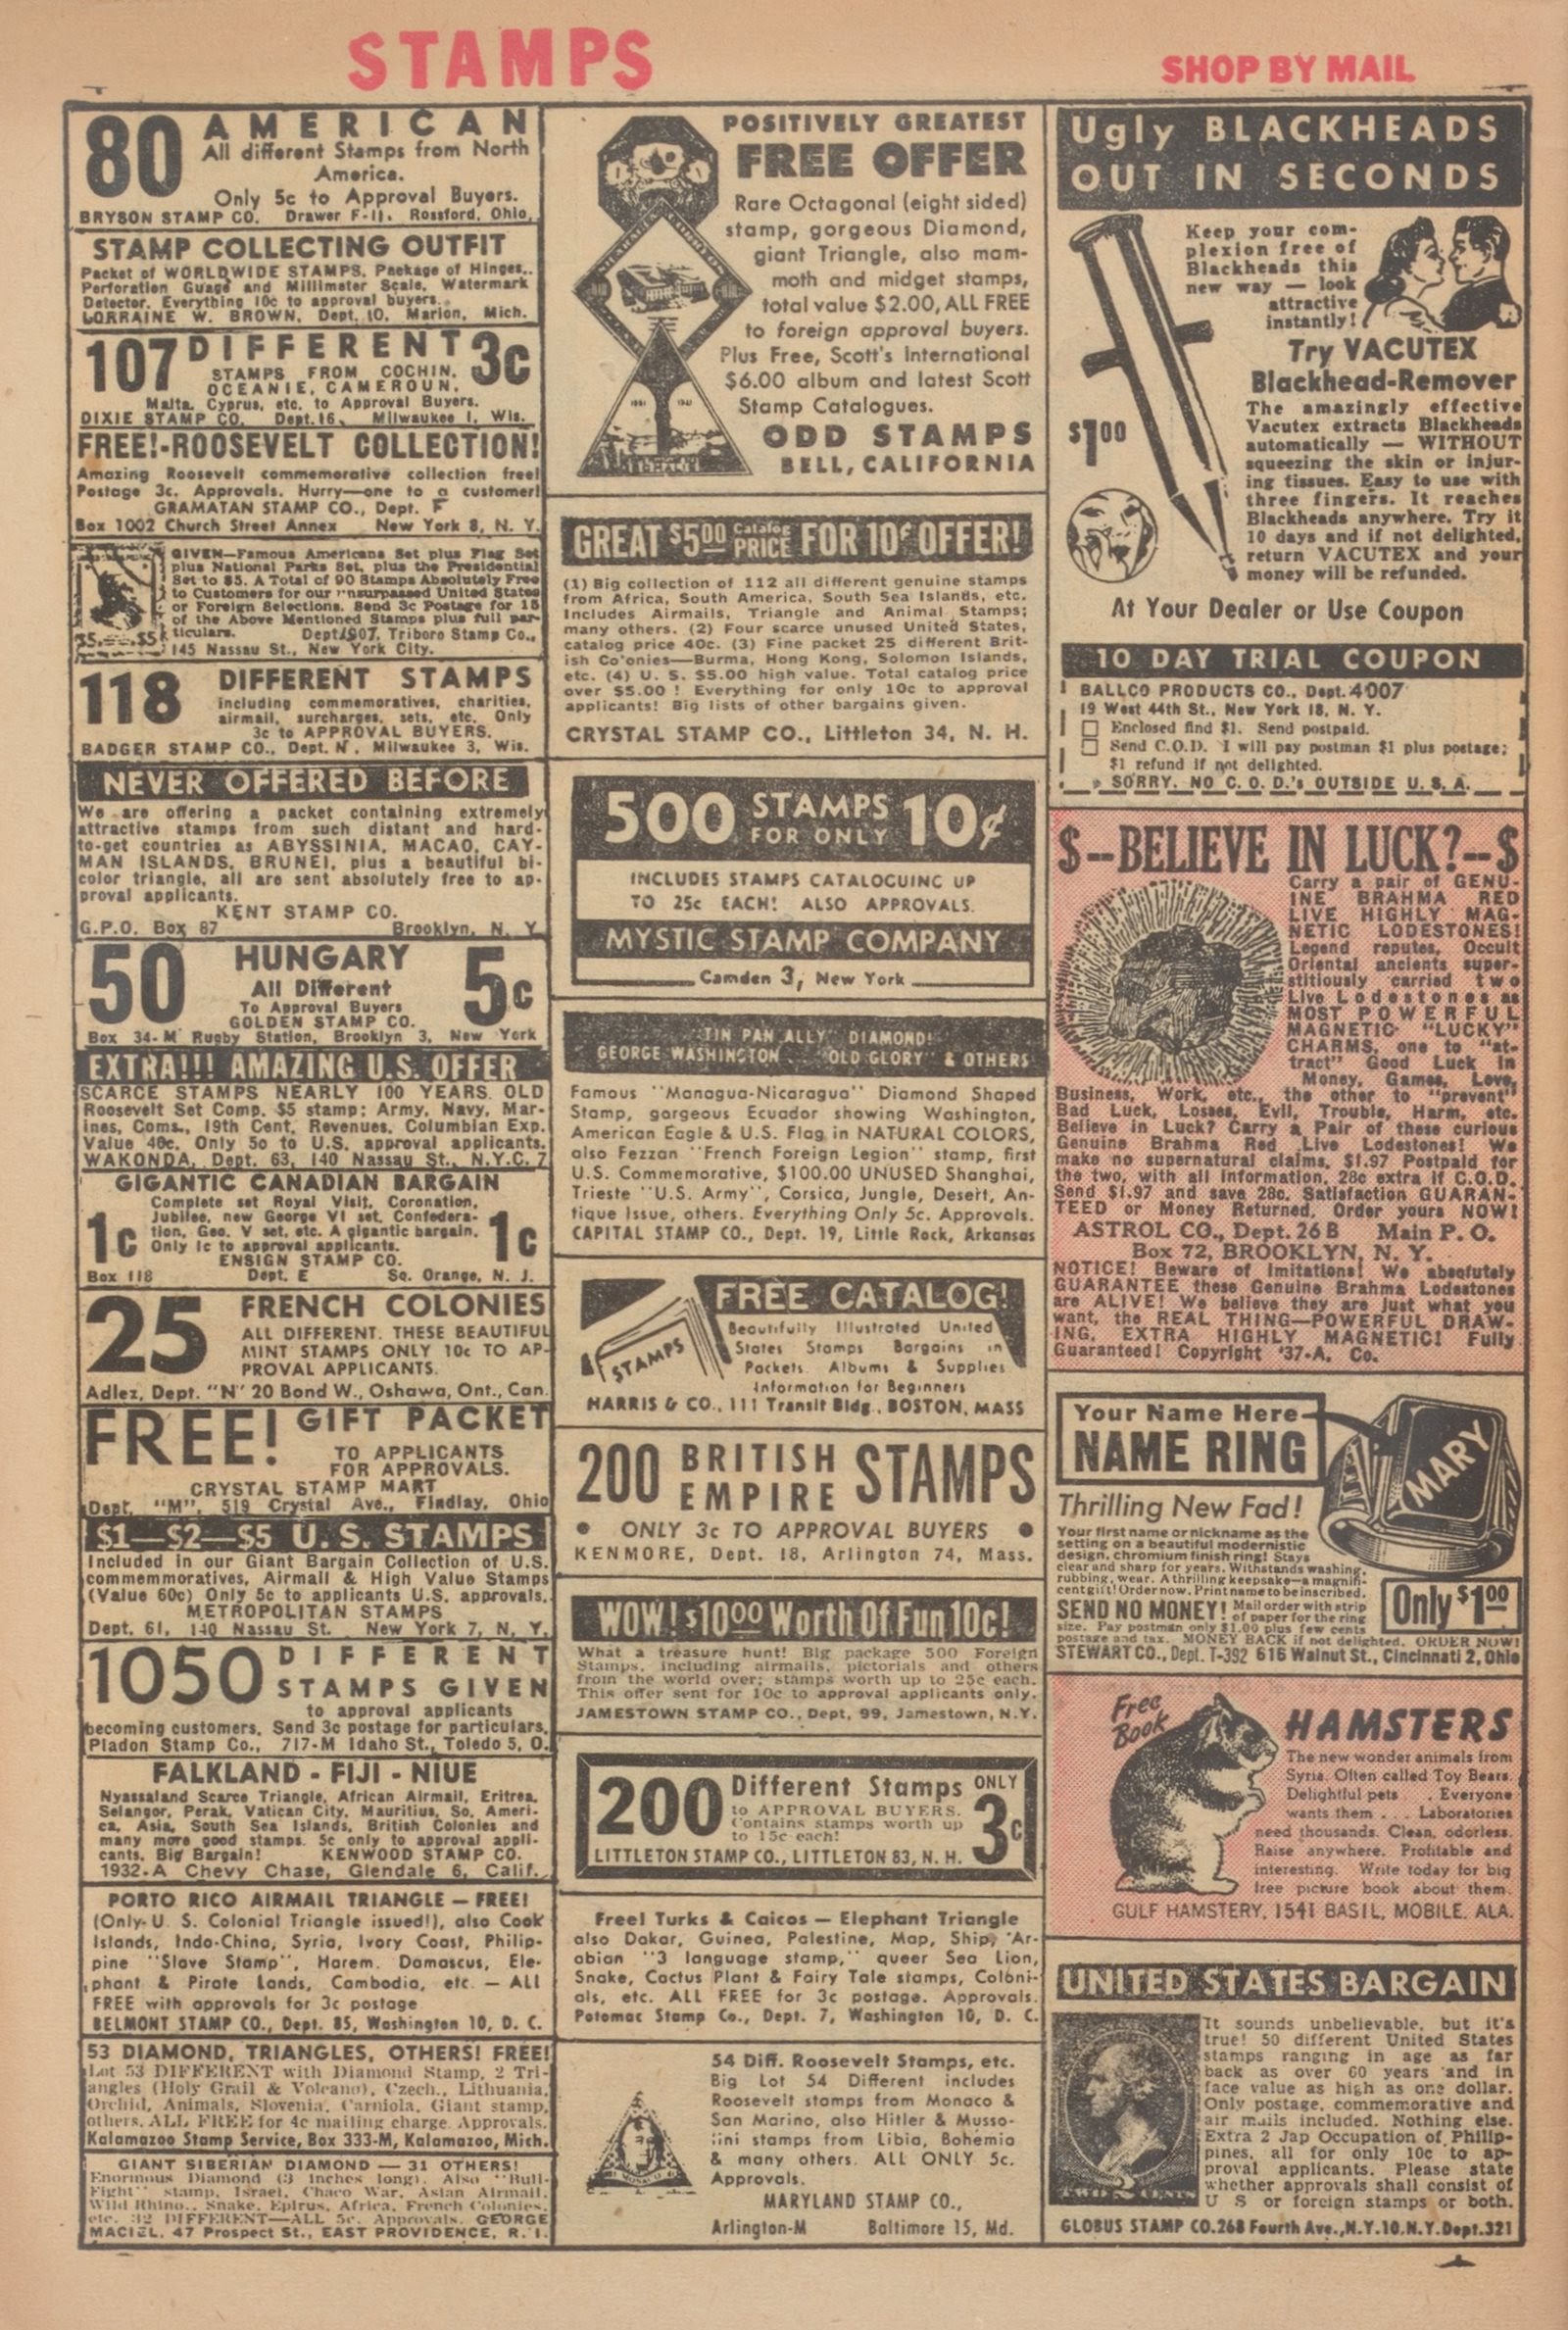 STAMPS
SHOP BY MAIL
80 AMERICAN
All different Stamps from North
America.
Only 5c to Approval Buyers.
BRYSON STAMP CO. Drawer F-11. Rossford, Ohio.
STAMP COLLECTING OUTFIT
Packet of WORLDWIDE STAMPS, Package of Hinges,
Perforation Guage and Millimeter Scale, Watermark
Detector. Everything 10c to approval buyers.
LORRAINE W. BROWN, Dept. 10, Marion, Mich.
107 DIFFERENT 3c
STAMPS FROM COCHIN,
OCEANIE, CAMEROUN,
Malta, Cyprus, etc. to Approval Buyers.
DIXIE STAMP CO. Dept. 16, Milwaukee 1, Wis.
FREE!-ROOSEVELT COLLECTION!
Amazing Roosevelt commemorative collection free!
Postage 3c. Approvals. Hurry—one to a customer!
GRAMATAN STAMP CO., Dept. F
Box 1002 Church Street Annex New York 8, N. Y.
GIVEN—Famous Americans Set plus Flag Set
plus National Parks Set, plus the Presidential
Set to $5. A Total of 90 Stamps Absolutely Free
to Customers for our unsurpassed United States
or Foreign Selections. Send 3c Postage for 15
of the Above Mentioned Stamps plus full par-
ticulars. Dept. 1907, Triboro Stamp Co.,
145 Nassau St., New York City.
$5 $5
118 DIFFERENT STAMPS
including commemoratives, charities,
airmail, surcharges, sets, etc. Only
3c to APPROVAL BUYERS.
BADGER STAMP CO., Dept. N, Milwaukee 3, Wis.
NEVER OFFERED BEFORE
We are offering a packet containing extremely
attractive stamps from such distant and hard-
to-get countries as ABYSSINIA, MACAO, CAY-
MAN ISLANDS, BRUNEI, plus a beautiful bi-
color triangle, all are sent absolutely free to ap-
proval applicants.
KENT STAMP CO.
G.P.O. Box 87 Brooklyn, N. Y.
50 HUNGARY 5c
All Different
To Approval Buyers
GOLDEN STAMP CO.
Box 34-M Rugby Station, Brooklyn 3, New York
EXTRA!!! AMAZING U.S. OFFER
SCARCE STAMPS NEARLY 100 YEARS OLD
Roosevelt Set Comp. $5 stamp; Army, Navy, Mar-
ines, Coms., 19th Cent. Revenues, Columbian Exp.
Value 40c, Only 5c to U.S. approval applicants.
WAKONDA, Dept. 63, 140 Nassau St., N.Y.C. 7
GIGANTIC CANADIAN BARGAIN
1c Complete set Royal Visit, Coronation, 1c
Jubilee, new George VI set, Confedera-
tion, Geo. V set, etc. A gigantic bargain.
Only 1c to approval applicants.
ENSIGN STAMP CO.
Box 118 Dept. E So. Orange, N. J.
25 FRENCH COLONIES
ALL DIFFERENT. THESE BEAUTIFUL
MINT STAMPS ONLY 10c TO AP-
PROVAL APPLICANTS.
Adlez, Dept. "N" 20 Bond W., Oshawa, Ont., Can.
FREE! GIFT PACKET
TO APPLICANTS
FOR APPROVALS.
CRYSTAL STAMP MART
Dept. "M", 519 Crystal Ave., Findlay, Ohio
$1—$2—$5 U.S. STAMPS
Included in our Giant Bargain Collection of U.S.
commemmoratives, Airmail & High Value Stamps
(Value 60c) Only 5c to applicants U.S. approvals.
METROPOLITAN STAMPS
Dept. 61, 140 Nassau St. New York 7, N. Y.
1050 DIFFERENT
STAMPS GIVEN
to approval applicants
becoming customers. Send 3c postage for particulars.
Pladon Stamp Co., 717-M Idaho St., Toledo 5, O.
FALKLAND - FIJI - NIUE
Nyassaland Scarce Triangle, African Airmail, Eritrea,
Selangor, Perak, Vatican City, Mauritius, So. Ameri-
ca, Asia, South Sea Islands, British Colonies and
many more good stamps. 5c only to approval appli-
cants. Big Bargain! KENWOOD STAMP CO.
1932-A Chevy Chase, Glendale 6, Calif.
PORTO RICO AIRMAIL TRIANGLE — FREE!
(Only U. S. Colonial Triangle issued!), also Cook
Islands, Indo-China, Syria, Ivory Coast, Philip-
pine "Slave Stamp", Harem. Damascus, Ele-
phant & Pirate Lands, Cambodia, etc. — ALL
FREE with approvals for 3c postage
BELMONT STAMP CO., Dept. 85, Washington 10, D. C.
53 DIAMOND, TRIANGLES, OTHERS! FREE!
Lot 53 DIFFERENT with Diamond Stamp, 2 Tri-
angles (Holy Grail & Volcano), Czech., Lithuania,
Orchid, Animals, Slovenia, Carniola, Giant stamp,
others. ALL FREE for 4c mailing charge. Approvals.
Kalamazoo Stamp Service, Box 333-M, Kalamazoo, Mich.
GIANT SIBERIAN DIAMOND — 31 OTHERS!
Enormous Diamond (3 inches long). Also "Bull-
Fight" stamp, Israel, Chaco War, Asian Airmail,
Wild Rhino, Snake, Epirus, Africa, French Colonies,
etc. 32 DIFFERENT—ALL 5c. Approvals. GEORGE
MACIEL, 47 Prospect St., EAST PROVIDENCE, R. I.
POSITIVELY GREATEST
FREE OFFER
Rare Octagonal (eight sided)
stamp, gorgeous Diamond,
giant Triangle, also mam-
moth and midget stamps,
total value $2.00, ALL FREE
to foreign approval buyers.
Plus Free, Scott's International
$6.00 album and latest Scott
Stamp Catalogues.
ODD STAMPS
BELL, CALIFORNIA
GREAT $5.00 Catalog PRICE FOR 10¢ OFFER!
(1) Big collection of 112 all different genuine stamps
from Africa, South America, South Sea Islands, etc.
Includes Airmails, Triangle and Animal Stamps;
many others. (2) Four scarce unused United States,
catalog price 40c. (3) Fine packet 25 different Brit-
ish Colonies—Burma, Hong Kong, Solomon Islands,
etc. (4) U. S. $5.00 high value. Total catalog price
over $5.00! Everything for only 10c to approval
applicants! Big lists of other bargains given.
CRYSTAL STAMP CO., Littleton 34, N. H.
500 STAMPS FOR ONLY 10¢
INCLUDES STAMPS CATALOGUING UP
TO 25c EACH! ALSO APPROVALS.
MYSTIC STAMP COMPANY
Camden 3, New York
"TIN PAN ALLY" DIAMOND!
GEORGE WASHINGTON ... "OLD GLORY" & OTHERS
Famous "Managua-Nicaragua" Diamond Shaped
Stamp, gorgeous Ecuador showing Washington,
American Eagle & U.S. Flag in NATURAL COLORS,
also Fezzan "French Foreign Legion" stamp, first
U.S. Commemorative, $100.00 UNUSED Shanghai,
Trieste "U.S. Army", Corsica, Jungle, Desert, An-
tique Issue, others. Everything Only 5c. Approvals.
CAPITAL STAMP CO., Dept. 19, Little Rock, Arkansas
STAMPS
FREE CATALOG!
Beautifully Illustrated United
States Stamps Bargains in
Packets Albums & Supplies
Information for Beginners
HARRIS & CO., 111 Transit Bldg., BOSTON, MASS
200 BRITISH EMPIRE STAMPS
• ONLY 3c TO APPROVAL BUYERS •
KENMORE, Dept. 18, Arlington 74, Mass.
WOW! $10.00 Worth Of Fun 10c!
What a treasure hunt! Big package 500 Foreign
Stamps, including airmails, pictorials and others
from the world over; stamps worth up to 25c each.
This offer sent for 10c to approval applicants only.
JAMESTOWN STAMP CO., Dept. 99, Jamestown, N.Y.
200 Different Stamps ONLY 3c
to APPROVAL BUYERS.
Contains stamps worth up
to 15c each!
LITTLETON STAMP CO., LITTLETON 83, N. H.
Free! Turks & Caicos — Elephant Triangle
also Dakar, Guinea, Palestine, Map, Ship, Ar-
abian "3 language stamp," queer Sea Lion,
Snake, Cactus Plant & Fairy Tale stamps, Coloni-
als, etc. ALL FREE for 3c postage. Approvals.
Potomac Stamp Co., Dept. 7, Washington 10, D. C.
54 Diff. Roosevelt Stamps, etc.
Big Lot 54 Different includes
Roosevelt stamps from Monaco &
San Marino, also Hitler & Musso-
lini stamps from Libia, Bohemia
& many others. ALL ONLY 5c.
Approvals.
MARYLAND STAMP CO.,
Arlington-M Baltimore 15, Md.
Ugly BLACKHEADS
OUT IN SECONDS
Keep your com-
plexion free of
Blackheads this
new way — look
attractive
instantly!
Try VACUTEX
Blackhead-Remover
$1.00
The amazingly effective
Vacutex extracts Blackheads
automatically — WITHOUT
squeezing the skin or injur-
ing tissues. Easy to use with
three fingers. It reaches
Blackheads anywhere. Try it
10 days and if not delighted,
return VACUTEX and your
money will be refunded.
At Your Dealer or Use Coupon
10 DAY TRIAL COUPON
BALLCO PRODUCTS CO., Dept. 4007
19 West 44th St., New York 18, N. Y.
Enclosed find $1. Send postpaid.
Send C.O.D. I will pay postman $1 plus postage;
$1 refund if not delighted.
SORRY, NO C. O. D.'s OUTSIDE U. S. A.
$--BELIEVE IN LUCK?--$
Carry a pair of GENU-
INE BRAHMA RED
LIVE HIGHLY MAG-
NETIC LODESTONES!
Legend reputes, Occult
Oriental ancients super-
stitiously carried two
Live Lodestones as
MOST POWERFUL
MAGNETIC "LUCKY"
CHARMS, one to "at-
tract" Good Luck in
Money, Games, Love,
Business, Work, etc., the other to "prevent"
Bad Luck, Losses, Evil, Trouble, Harm, etc.
Believe in Luck? Carry a Pair of these curious
Genuine Brahma Red Live Lodestones! We
make no supernatural claims. $1.97 Postpaid for
the two, with all information. 28c extra if C.O.D.
Send $1.97 and save 28c. Satisfaction GUARAN-
TEED or Money Returned. Order yours NOW!
ASTROL CO., Dept. 26 B Main P. O.
Box 72, BROOKLYN, N. Y.
NOTICE! Beware of Imitations! We absolutely
GUARANTEE these Genuine Brahma Lodestones
are ALIVE! We believe they are just what you
want, the REAL THING—POWERFUL DRAW-
ING, EXTRA HIGHLY MAGNETIC! Fully
Guaranteed! Copyright '37-A. Co.
Your Name Here
NAME RING
MARY
Thrilling New Fad!
Your first name or nickname as the
setting on a beautiful modernistic
design, chromium finish ring! Stays
clear and sharp for years. Withstands washing,
rubbing, wear. A thrilling keepsake—a magnifi-
cent gift! Order now. Print name to be inscribed.
SEND NO MONEY! Mail order with strip
of paper for the ring
size. Pay postman only $1.00 plus few cents
postage and tax. MONEY BACK if not delighted. ORDER NOW!
Only $1.00
STEWART CO., Dept. T-392 616 Walnut St., Cincinnati 2, Ohio
Free
Book
HAMSTERS
The new wonder animals from
Syria. Often called Toy Bears.
Delightful pets . . Everyone
wants them . . . Laboratories
need thousands. Clean, odorless.
Raise anywhere. Profitable and
interesting. Write today for big
free picture book about them.
GULF HAMSTERY, 1541 BASIL, MOBILE, ALA.
UNITED STATES BARGAIN
It sounds unbelievable, but it's
true! 50 different United States
stamps ranging in age as far
back as over 60 years and in
face value as high as one dollar.
Only postage, commemorative and
air mails included. Nothing else.
Extra 2 Jap Occupation of Philip-
pines, all for only 10c to ap-
proval applicants. Please state
whether approvals shall consist of
U S or foreign stamps or both.
TWO 2 CENTS
GLOBUS STAMP CO. 268 Fourth Ave., N.Y. 10, N.Y. Dept. 321